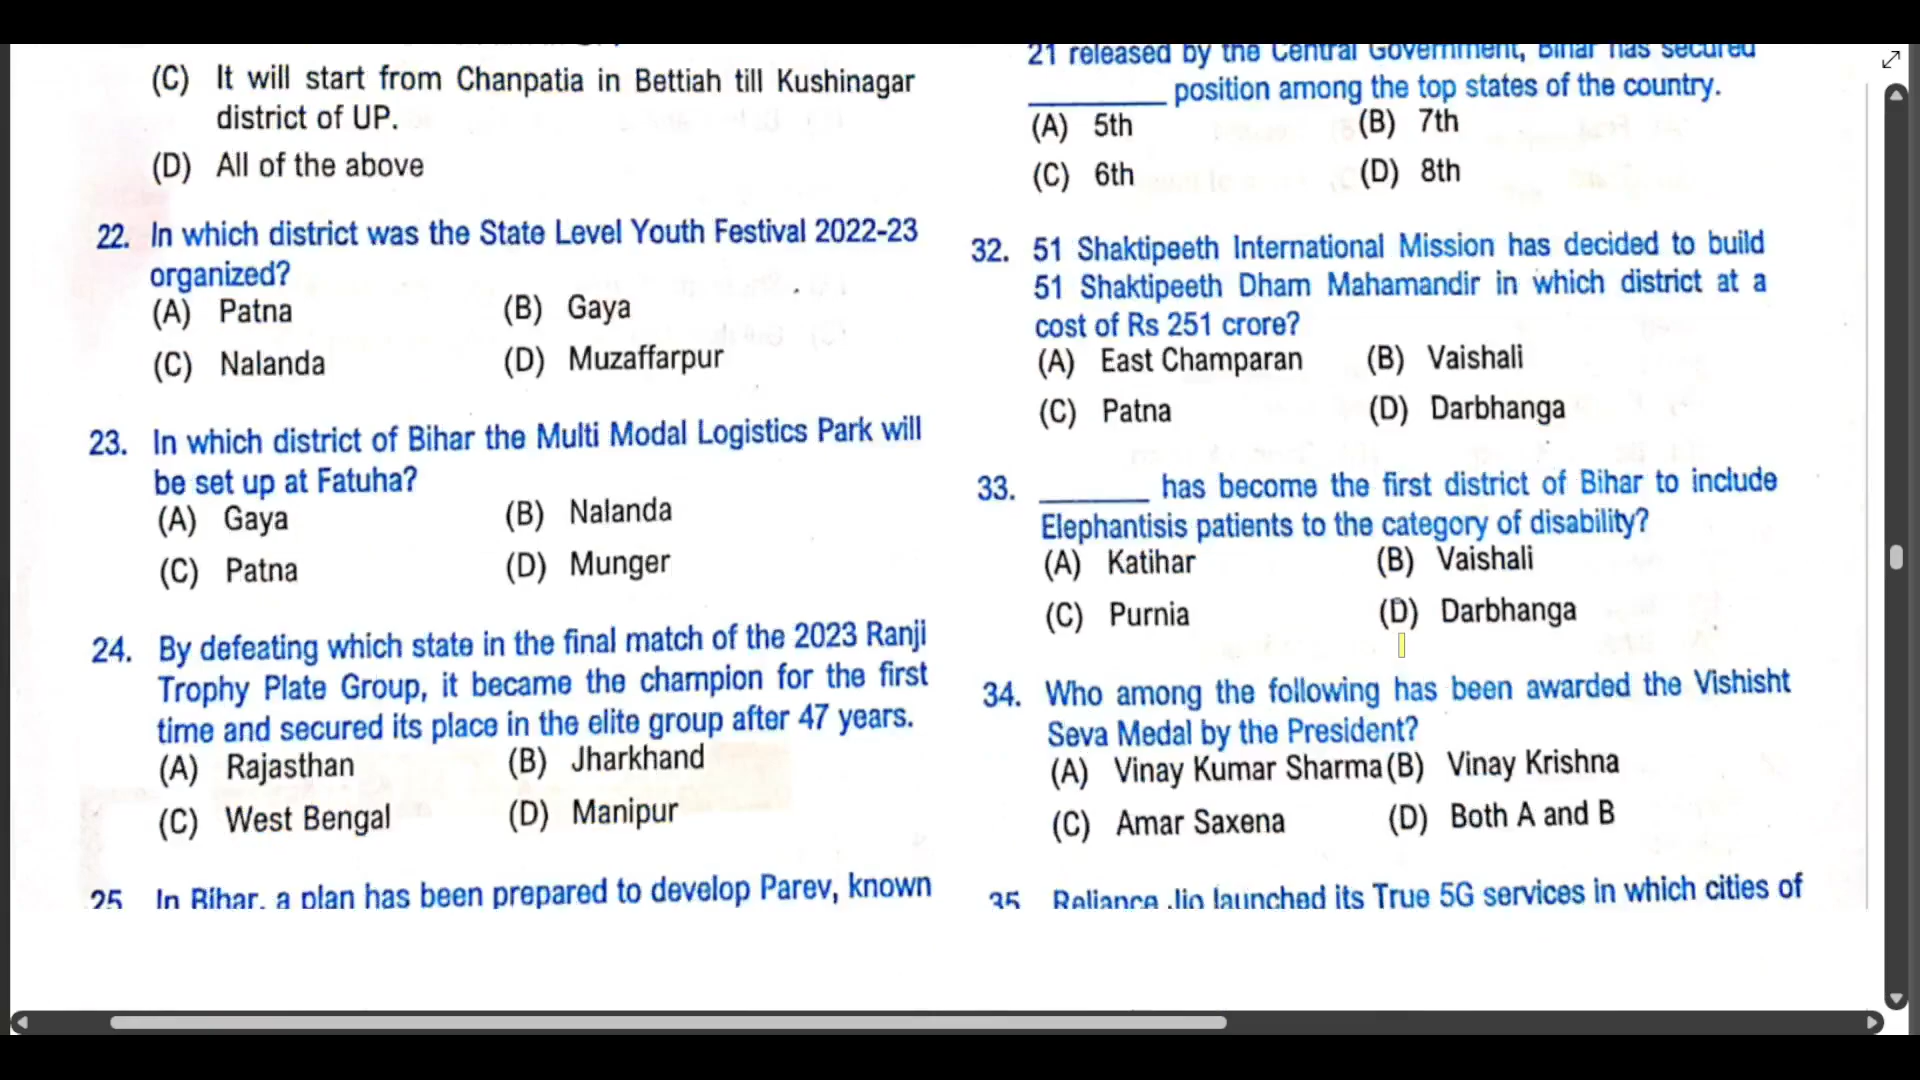 (C) It will start from Chanpatia in Bettiah till Kushinagar
district of UP.
(D) All of the above
22. In which district was the State Level Youth Festival 2022-23
organized?
(A) Patna (B) Gaya
(C) Nalanda (D) Muzaffarpur
23. In which district of Bihar the Multi Modal Logistics Park will
be set up at Fatuha?
(A) Gaya (B) Nalanda
(C) Patna (D) Munger
24. By defeating which state in the final match of the 2023 Ranji
Trophy Plate Group, it became the champion for the first
time and secured its place in the elite group after 47 years.
(A) Rajasthan (B) Jharkhand
(C) West Bengal (D) Manipur
25 In Bihar, a plan has been prepared to develop Parev, known
21 released by the Central Government, Bihar has secured
________ position among the top states of the country.
(A) 5th (B) 7th
(C) 6th (D) 8th
32. 51 Shaktipeeth International Mission has decided to build
51 Shaktipeeth Dham Mahamandir in which district at a
cost of Rs 251 crore?
(A) East Champaran (B) Vaishali
(C) Patna (D) Darbhanga
33. ________ has become the first district of Bihar to include
Elephantisis patients to the category of disability?
(A) Katihar (B) Vaishali
(C) Purnia (D) Darbhanga
34. Who among the following has been awarded the Vishisht
Seva Medal by the President?
(A) Vinay Kumar Sharma (B) Vinay Krishna
(C) Amar Saxena (D) Both A and B
35 Reliance Jio launched its True 5G services in which cities of